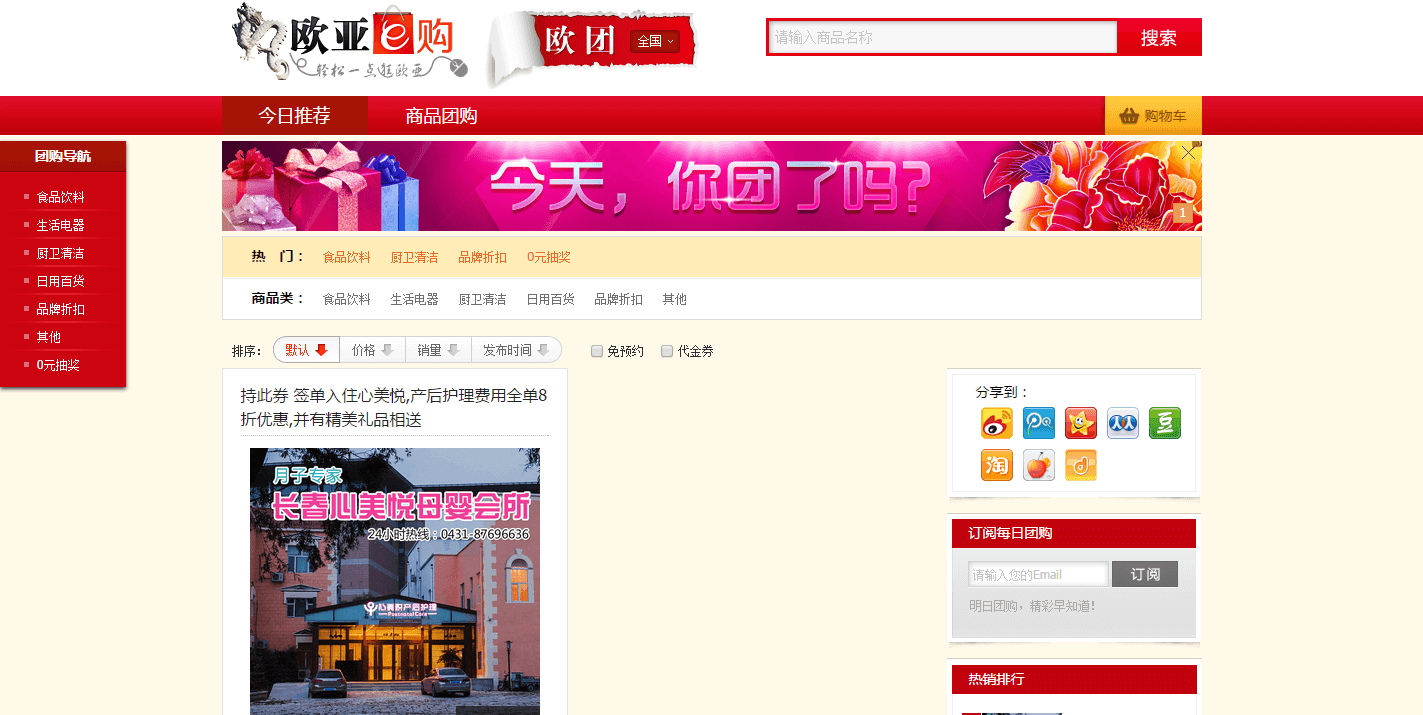 欧亚e购
轻松一点逛欧亚
欧团
全国
请输入商品名称
搜索
今日推荐
商品团购
购物车
团购导航
食品饮料
生活电器
厨卫清洁
日用百货
品牌折扣
其他
0元抽奖
今天，你团了吗？
1
热 门： 食品饮料 厨卫清洁 品牌折扣 0元抽奖
商品类： 食品饮料 生活电器 厨卫清洁 日用百货 品牌折扣 其他
排序： 默认 价格 销量 发布时间 免预约 代金券
持此券 签单入住心美悦,产后护理费用全单8
折优惠,并有精美礼品相送
月子专家
长春心美悦母婴会所
24小时热线：0431-87696636
心美悦产后护理
Postnatal Care
分享到：
人人
豆
淘
订阅每日团购
请输入您的Email
订阅
明日团购，精彩早知道！
热销排行